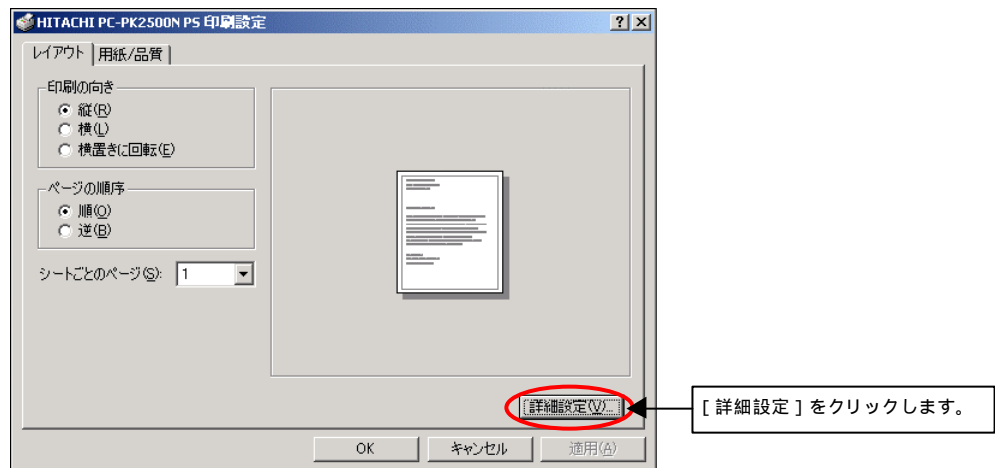 HITACHI PC-PK2500N PS 印刷設定
レイアウト 用紙/品質
印刷の向き
縦(R)
横(L)
横置きに回転(E)
ページの順序
順(O)
逆(B)
シートごとのページ(S): 1
詳細設定(V)...
[ 詳細設定 ] をクリックします。
OK キャンセル 適用(A)